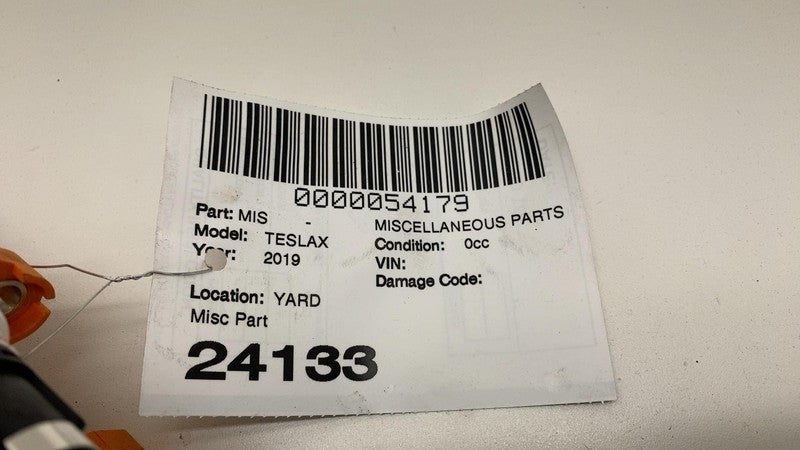 0000054179
Part: MIS - MISCELLANEOUS PARTS
Model: TESLAX Condition: 0cc
Year: 2019 VIN:
Damage Code:
Location: YARD
Misc Part
24133